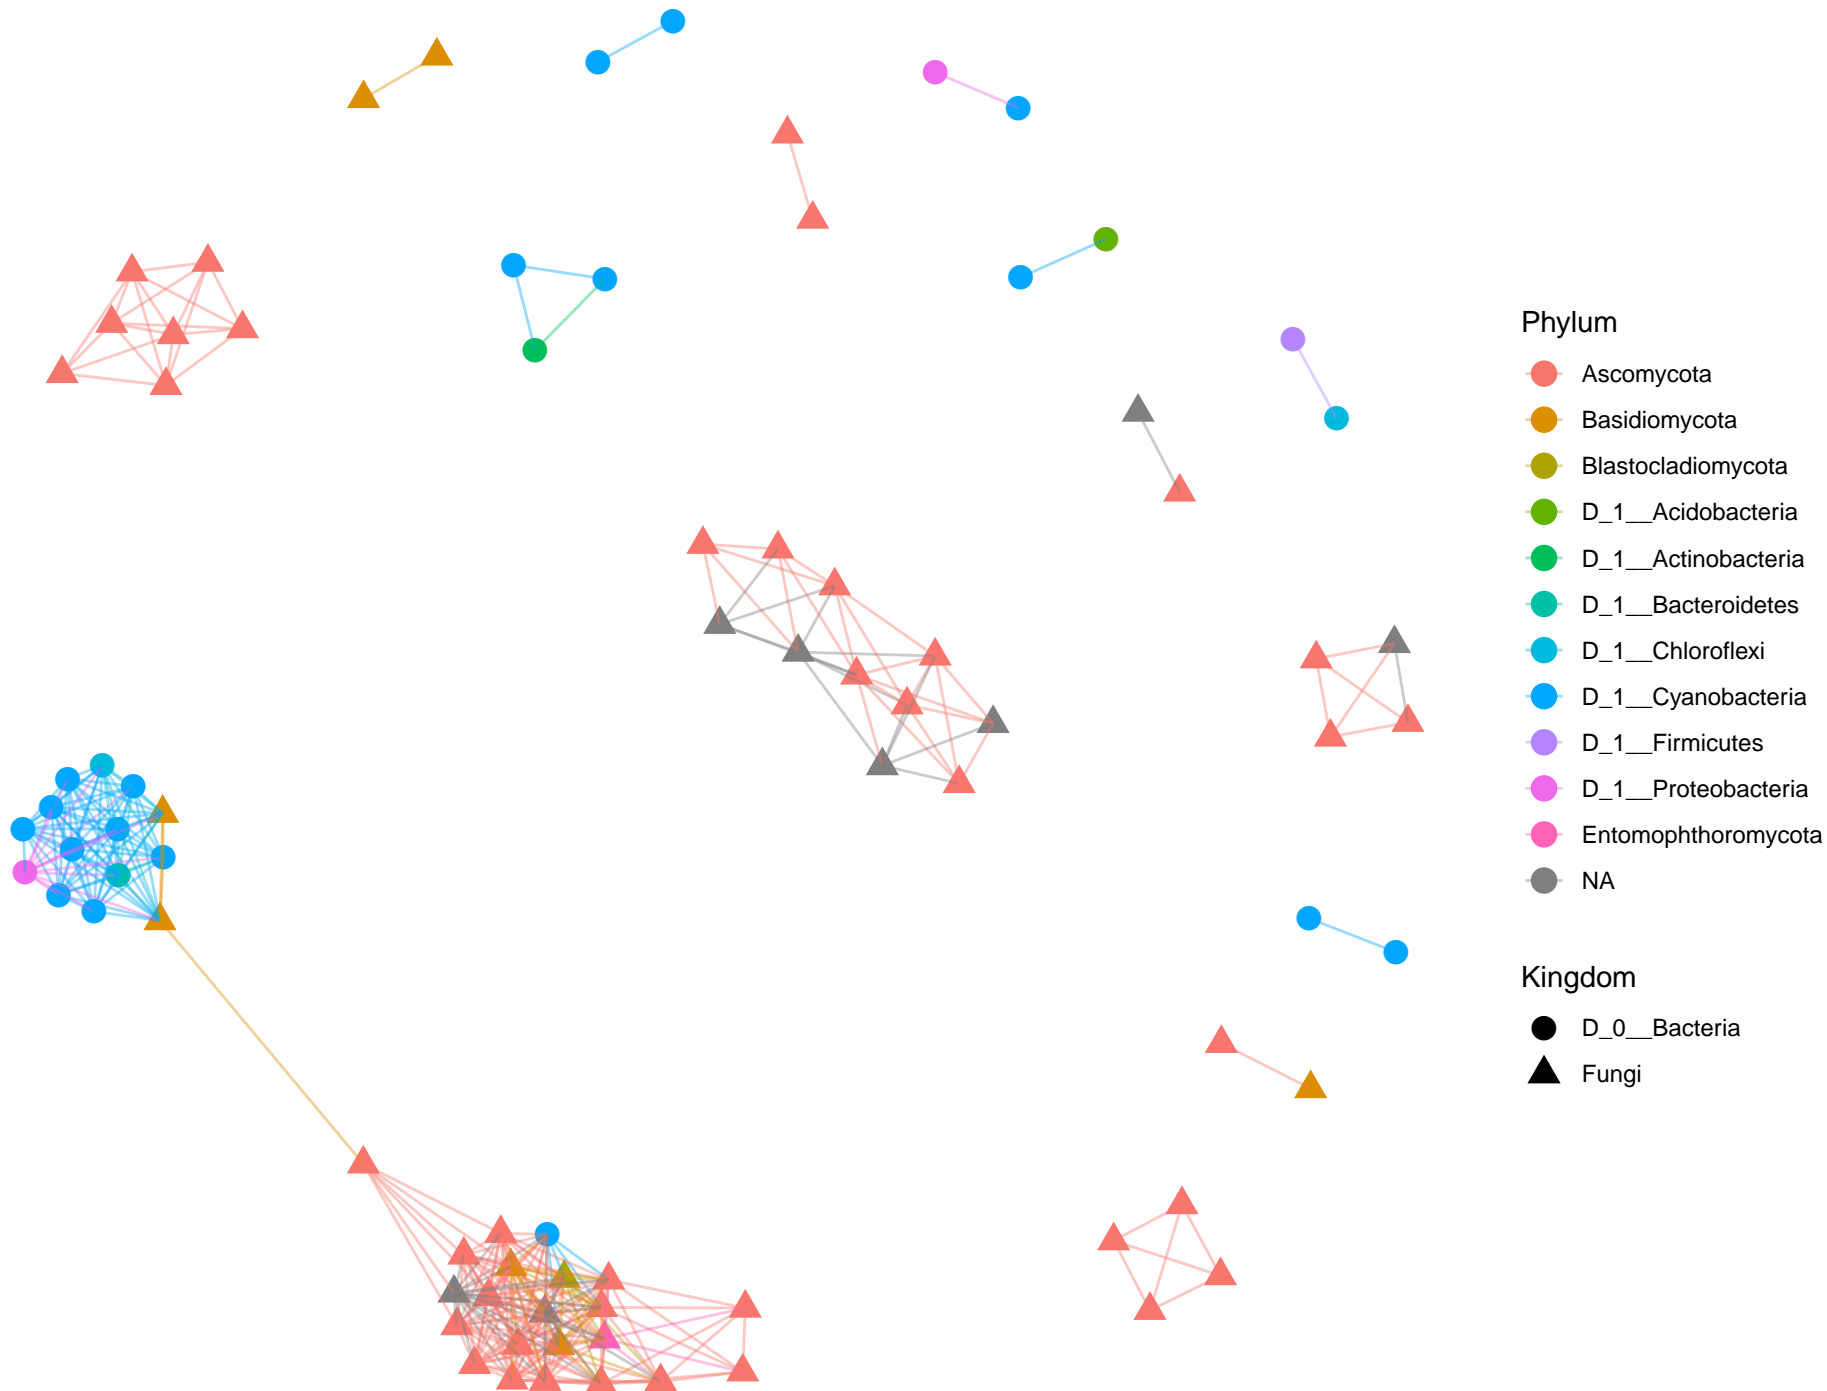 Phylum
Ascomycota
Basidiomycota
Blastocladiomycota
D_1__Acidobacteria
D_1__Actinobacteria
D_1__Bacteroidetes
D_1__Chloroflexi
D_1__Cyanobacteria
D_1__Firmicutes
D_1__Proteobacteria
Entomophthoromycota
NA
Kingdom
D_0__Bacteria
Fungi